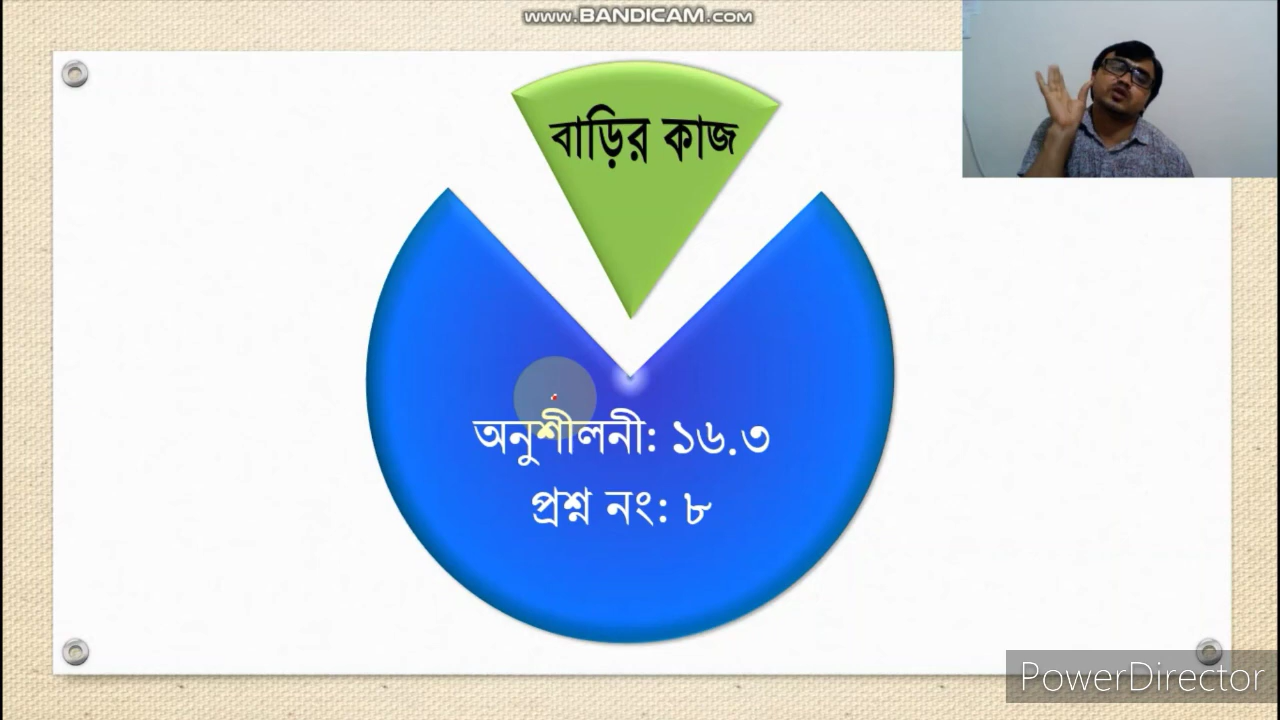 www.BANDICAM.com
বাড়ির কাজ
অনুশীলনী: ১৬.৩
প্রশ্ন নং: ৮
PowerDirector